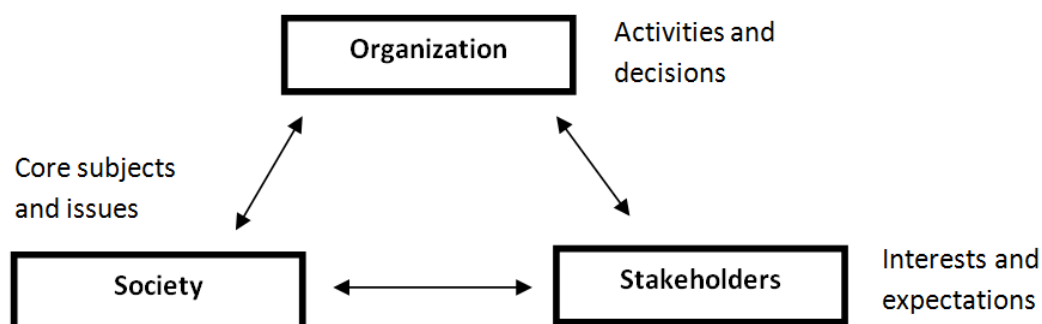 Organization
Activities and
decisions
Core subjects
and issues
Society
Stakeholders
Interests and
expectations